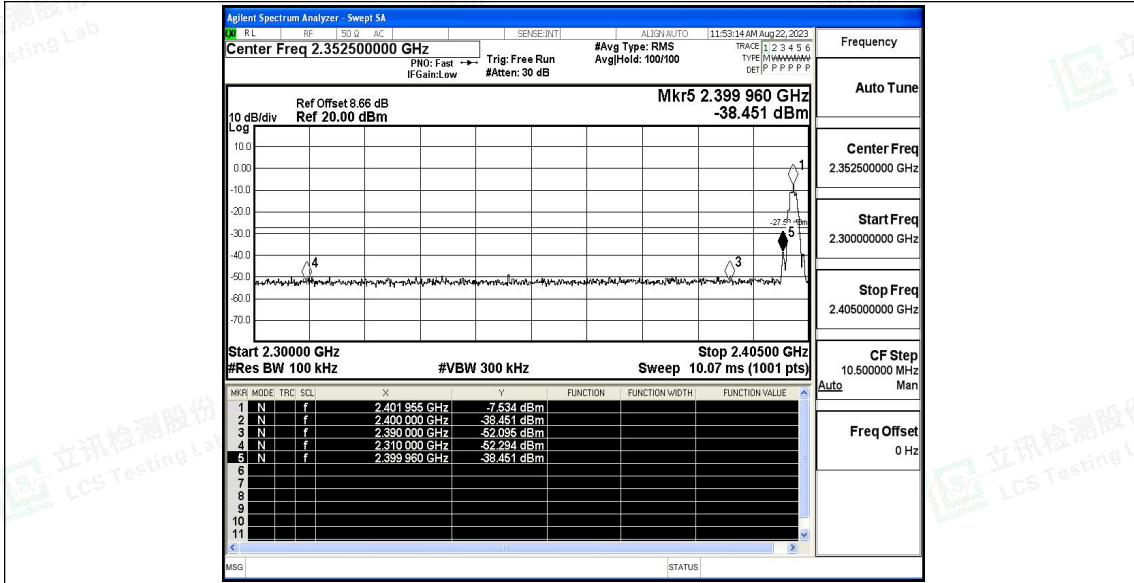 Agilent Spectrum Analyzer - Swept SA
LXI RL RF 50 Ω AC SENSE:INT ALIGN AUTO 11:53:14 AM Aug 22, 2023
Center Freq 2.352500000 GHz
PNO: Fast
IFGain:Low
Trig: Free Run
#Atten: 30 dB
#Avg Type: RMS
Avg|Hold: 100/100
TRACE 1 2 3 4 5 6
TYPE MWWWWW
DET P P P P P P
Mkr5 2.399 960 GHz
-38.451 dBm
Ref Offset 8.66 dB
Ref 20.00 dBm
10 dB/div
Log
10.0
0.00
-10.0
-20.0
-30.0
-40.0
-50.0
-60.0
-70.0
1
5
3
4
Start 2.30000 GHz Stop 2.40500 GHz
#Res BW 100 kHz #VBW 300 kHz Sweep 10.07 ms (1001 pts)
MKR MODE TRC SCL X Y FUNCTION FUNCTION WIDTH FUNCTION VALUE
1 N f 2.401 955 GHz -7.534 dBm
2 N f 2.400 000 GHz -38.451 dBm
3 N f 2.390 000 GHz -52.095 dBm
4 N f 2.310 000 GHz -52.294 dBm
5 N f 2.399 960 GHz -38.451 dBm
6
7
8
9
10
11
MSG STATUS
Frequency
Auto Tune
Center Freq
2.352500000 GHz
Start Freq
2.300000000 GHz
Stop Freq
2.405000000 GHz
CF Step
10.500000 MHz
Auto Man
Freq Offset
0 Hz
立讯检测股份
LCS Testing Lab
立讯检测股份
LCS Testing L